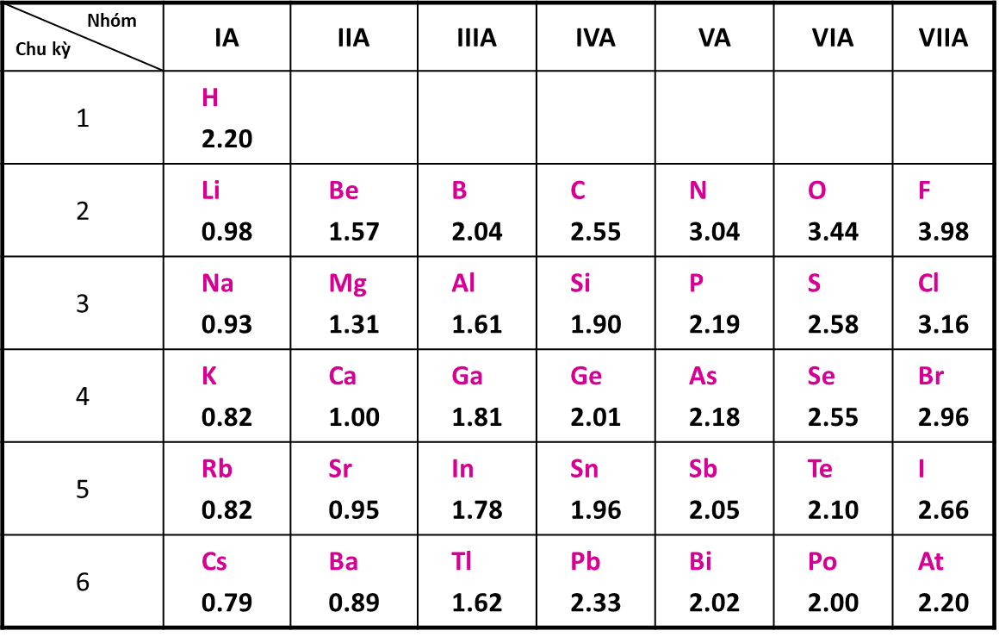 Nhóm
Chu kỳ
IA IIA IIIA IVA VA VIA VIIA
1
H
2.20
2
Li Be B C N O F
0.98 1.57 2.04 2.55 3.04 3.44 3.98
3
Na Mg Al Si P S Cl
0.93 1.31 1.61 1.90 2.19 2.58 3.16
4
K Ca Ga Ge As Se Br
0.82 1.00 1.81 2.01 2.18 2.55 2.96
5
Rb Sr In Sn Sb Te I
0.82 0.95 1.78 1.96 2.05 2.10 2.66
6
Cs Ba Tl Pb Bi Po At
0.79 0.89 1.62 2.33 2.02 2.00 2.20